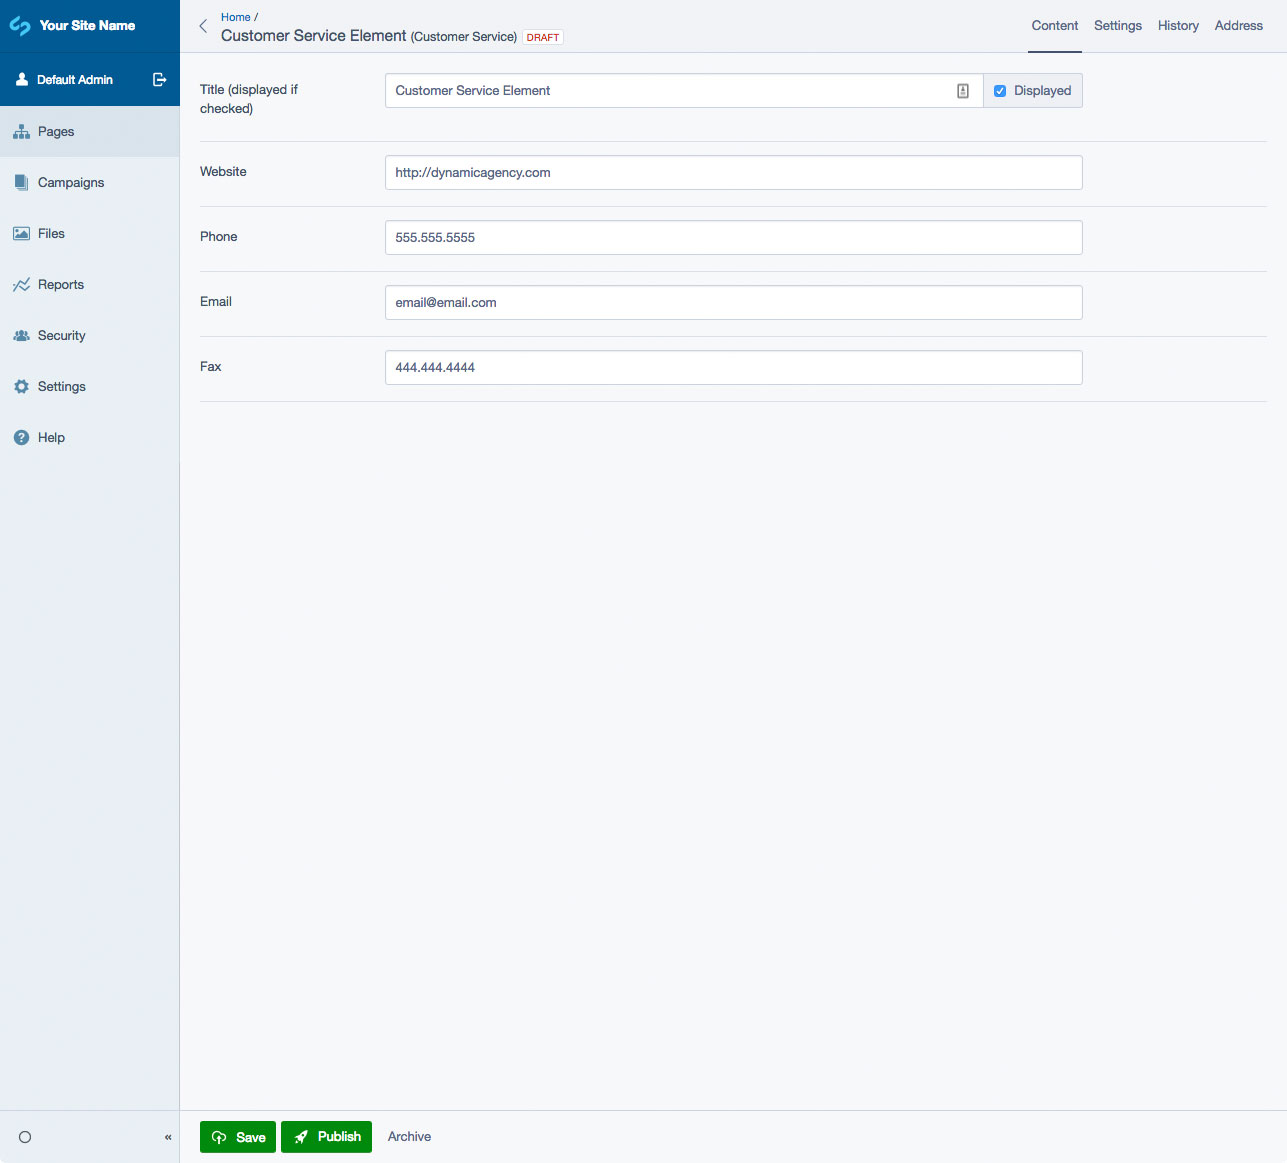 Your Site Name
Default Admin
Pages
Campaigns
Files
Reports
Security
Settings
Help
«
Home /
Customer Service Element (Customer Service) DRAFT
Content Settings History Address
Title (displayed if
checked)
Customer Service Element
Displayed
Website
http://dynamicagency.com
Phone
555.555.5555
Email
email@email.com
Fax
444.444.4444
Save Publish Archive